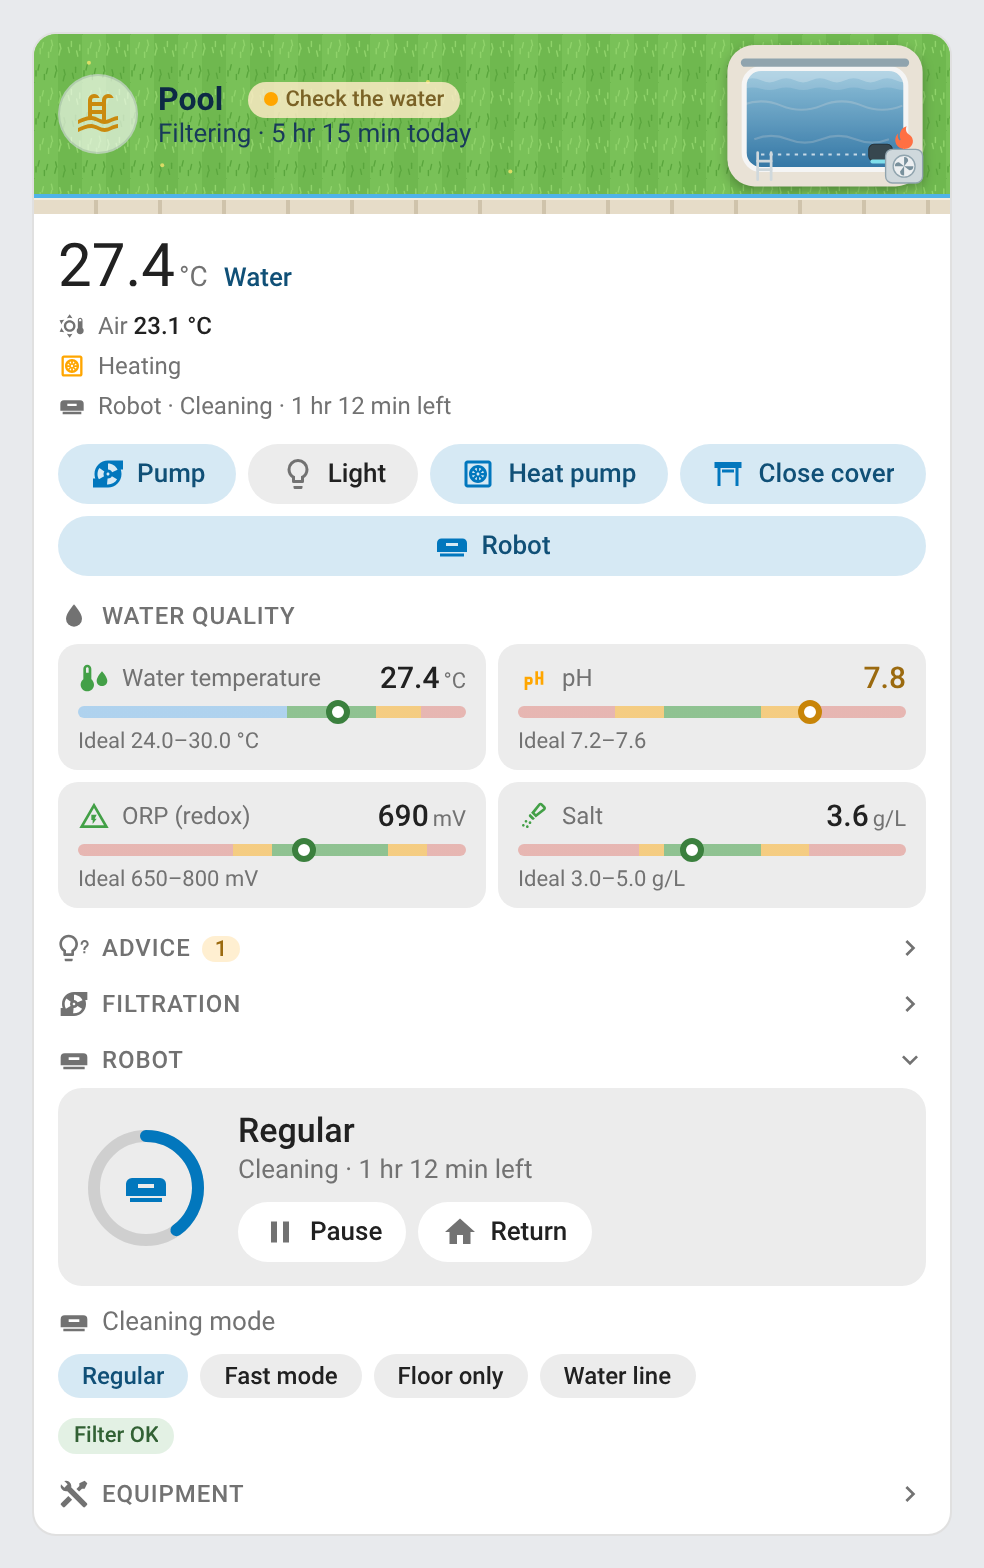 Pool
Check the water
Filtering · 5 hr 15 min today
27.4 °C Water
Air 23.1 °C
Heating
Robot · Cleaning · 1 hr 12 min left
Pump
Light
Heat pump
Close cover
Robot
WATER QUALITY
Water temperature 27.4 °C
Ideal 24.0–30.0 °C
pH pH 7.8
Ideal 7.2–7.6
ORP (redox) 690 mV
Ideal 650–800 mV
Salt 3.6 g/L
Ideal 3.0–5.0 g/L
? ADVICE 1
FILTRATION
ROBOT
Regular
Cleaning · 1 hr 12 min left
Pause
Return
Cleaning mode
Regular
Fast mode
Floor only
Water line
Filter OK
EQUIPMENT